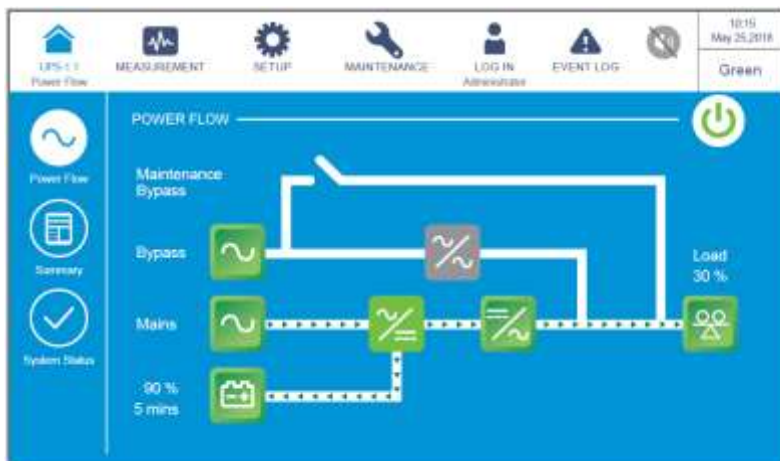 UPS-1.1
Power Flow
MEASUREMENT
SETUP
MAINTENANCE
LOG IN
Administrator
EVENT LOG
10:15
May 25,2018
Green
POWER FLOW
Power Flow
Summary
System Status
Maintenance
Bypass
Bypass
Mains
90 %
5 mins
Load
30 %